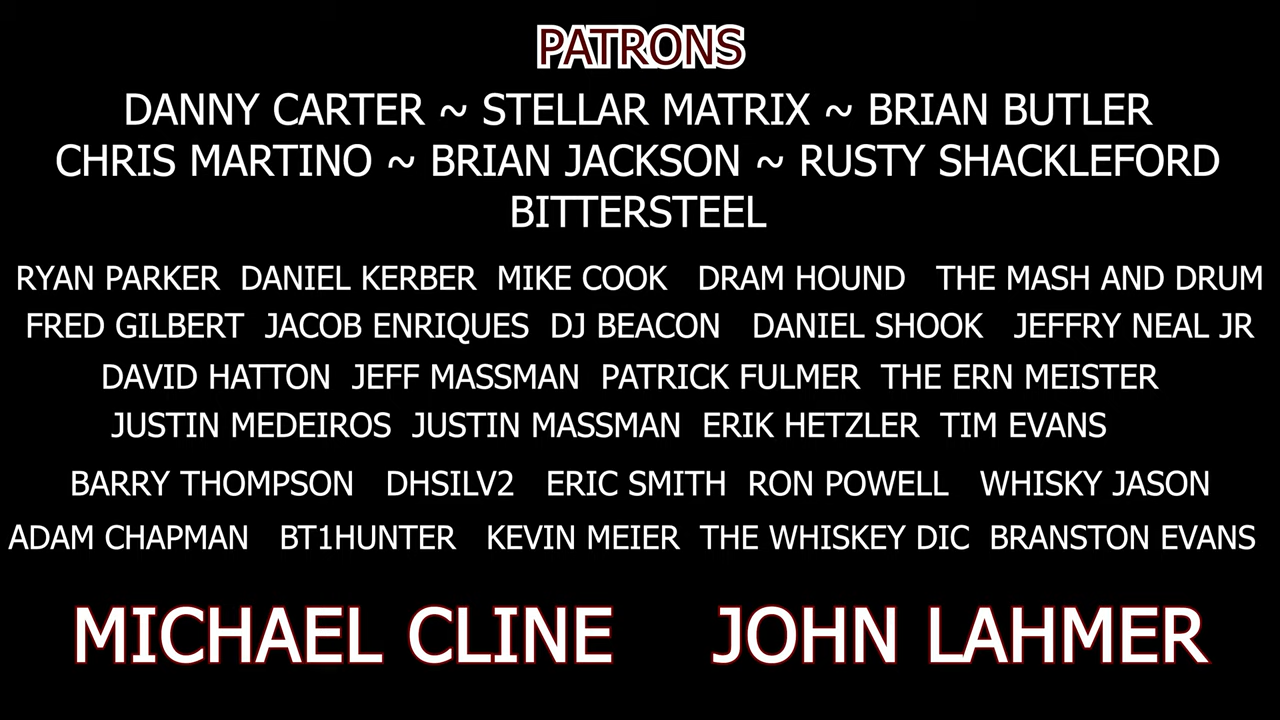 PATRONS
DANNY CARTER ~ STELLAR MATRIX ~ BRIAN BUTLER
CHRIS MARTINO ~ BRIAN JACKSON ~ RUSTY SHACKLEFORD
BITTERSTEEL
RYAN PARKER DANIEL KERBER MIKE COOK DRAM HOUND THE MASH AND DRUM
FRED GILBERT JACOB ENRIQUES DJ BEACON DANIEL SHOOK JEFFRY NEAL JR
DAVID HATTON JEFF MASSMAN PATRICK FULMER THE ERN MEISTER
JUSTIN MEDEIROS JUSTIN MASSMAN ERIK HETZLER TIM EVANS
BARRY THOMPSON DHSILV2 ERIC SMITH RON POWELL WHISKY JASON
ADAM CHAPMAN BT1HUNTER KEVIN MEIER THE WHISKEY DIC BRANSTON EVANS
MICHAEL CLINE JOHN LAHMER